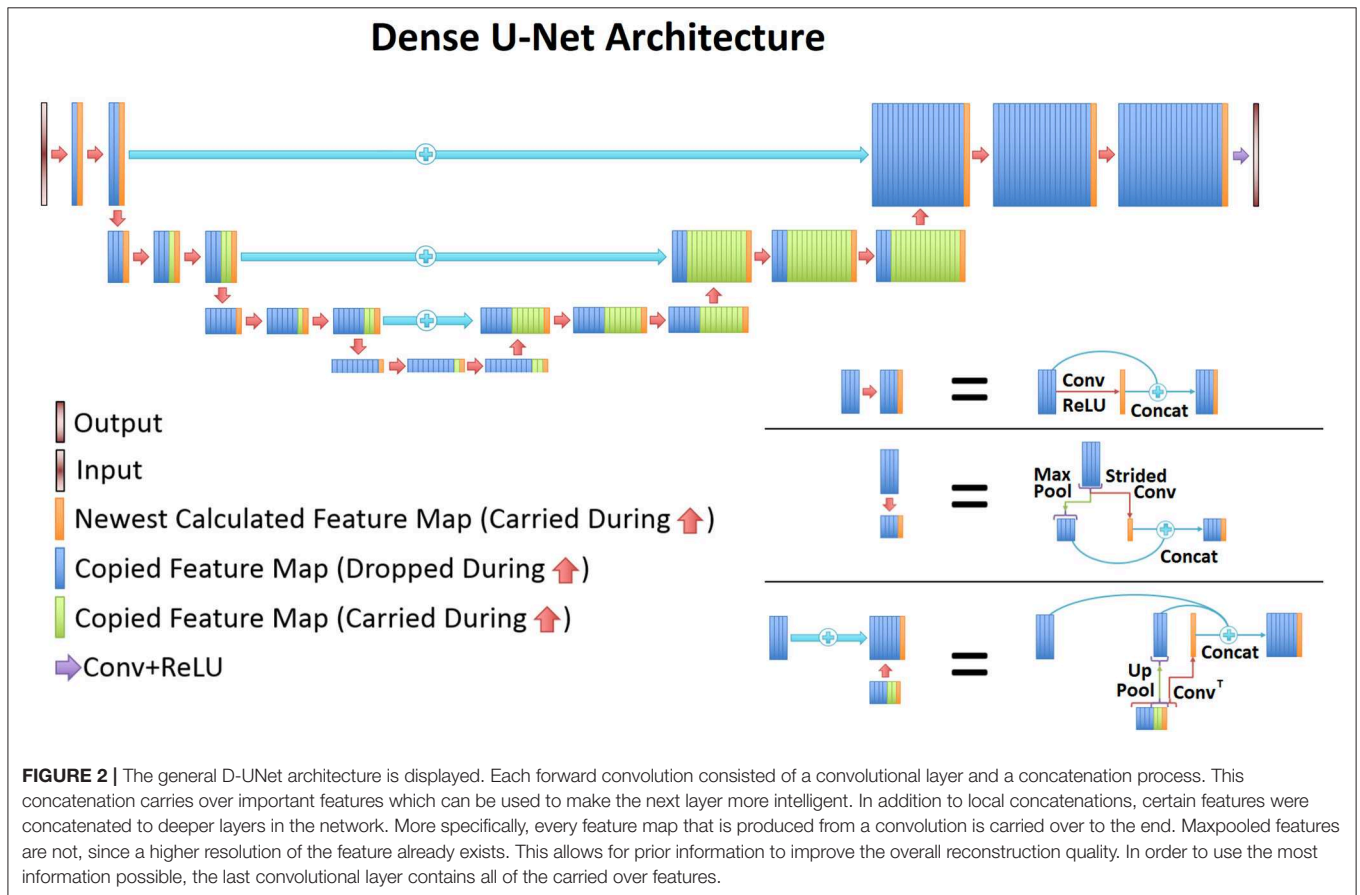 Dense U-Net Architecture
Output
Input
Newest Calculated Feature Map (Carried During )
Copied Feature Map (Dropped During )
Copied Feature Map (Carried During )
Conv+ReLU
=
Conv
ReLU
Concat
=
Max
Pool
Strided
Conv
Concat
=
Concat
Up
Pool
Conv T
FIGURE 2 | The general D-UNet architecture is displayed. Each forward convolution consisted of a convolutional layer and a concatenation process. This
concatenation carries over important features which can be used to make the next layer more intelligent. In addition to local concatenations, certain features were
concatenated to deeper layers in the network. More specifically, every feature map that is produced from a convolution is carried over to the end. Maxpooled features
are not, since a higher resolution of the feature already exists. This allows for prior information to improve the overall reconstruction quality. In order to use the most
information possible, the last convolutional layer contains all of the carried over features.